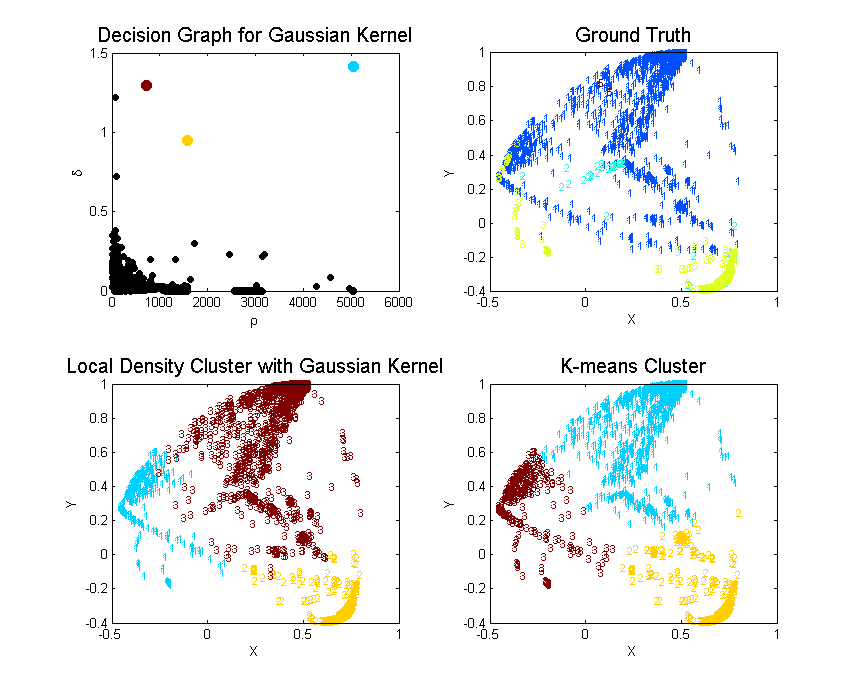 Decision Graph for Gaussian Kernel
1.5
1
0.5
0
δ
0 1000 2000 3000 4000 5000 6000
ρ
Ground Truth
1
0.8
0.6
0.4
0.2
0
-0.2
-0.4
Y
-0.5 0 0.5 1
X
Local Density Cluster with Gaussian Kernel
1
0.8
0.6
0.4
0.2
0
-0.2
-0.4
Y
-0.5 0 0.5 1
X
K-means Cluster
1
0.8
0.6
0.4
0.2
0
-0.2
-0.4
Y
-0.5 0 0.5 1
X